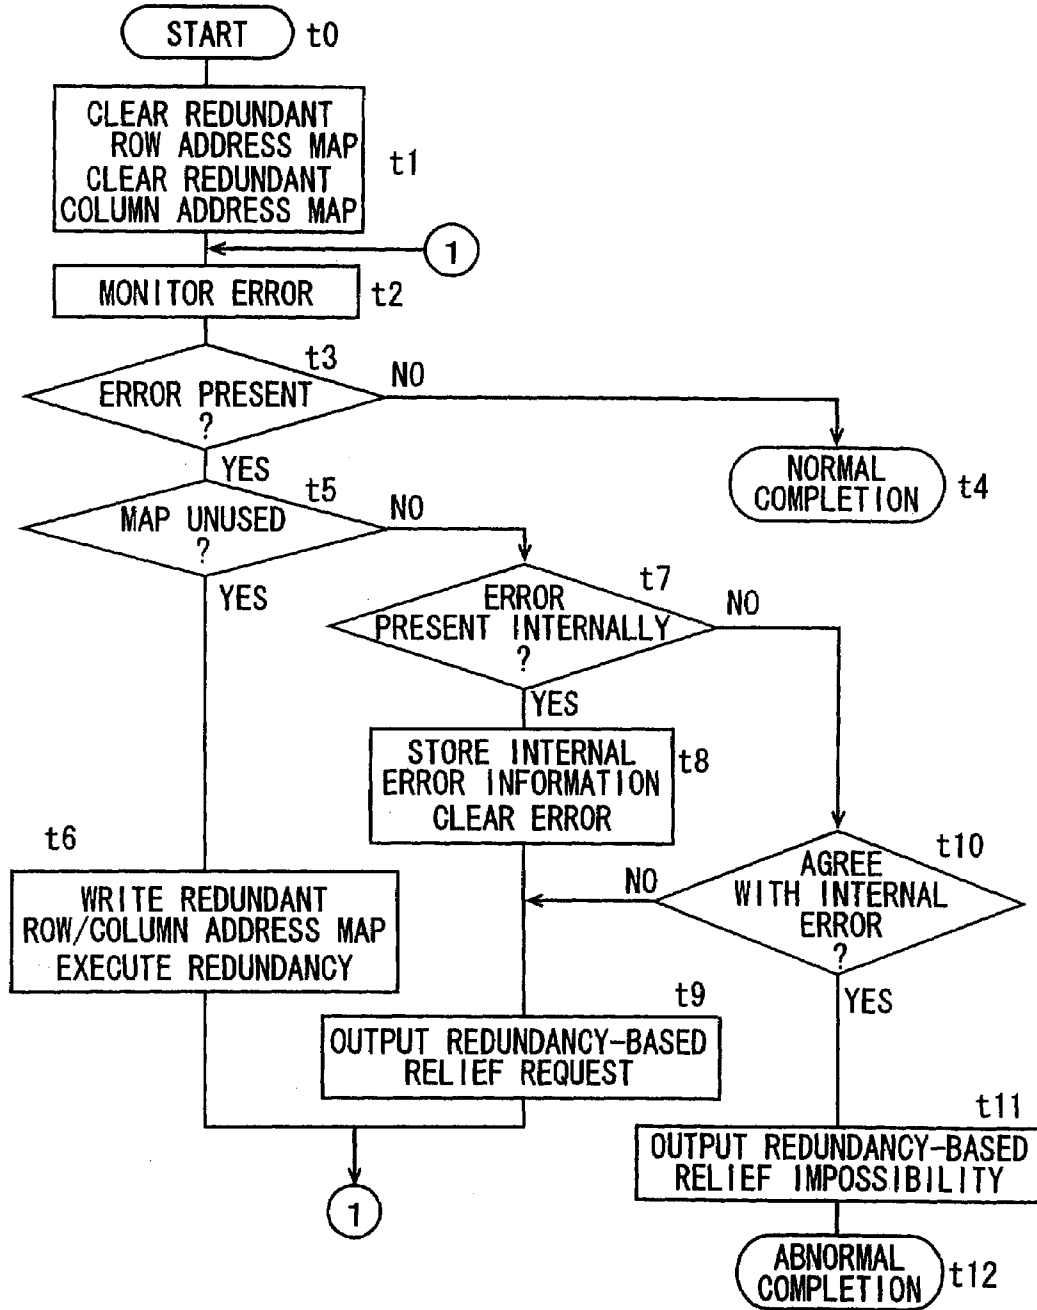 START t0
CLEAR REDUNDANT
ROW ADDRESS MAP
CLEAR REDUNDANT
COLUMN ADDRESS MAP
t1
1
MONITOR ERROR t2
t3
ERROR PRESENT
?
NO
YES
NORMAL
COMPLETION
t4
t5
MAP UNUSED
?
NO
YES
t7
ERROR
PRESENT INTERNALLY
?
NO
YES
STORE INTERNAL
ERROR INFORMATION
CLEAR ERROR
t8
t6
WRITE REDUNDANT
ROW/COLUMN ADDRESS MAP
EXECUTE REDUNDANCY
t10
AGREE
WITH INTERNAL
ERROR
?
NO
YES
t9
OUTPUT REDUNDANCY-BASED
RELIEF REQUEST
t11
OUTPUT REDUNDANCY-BASED
RELIEF IMPOSSIBILITY
1
ABNORMAL
COMPLETION
t12